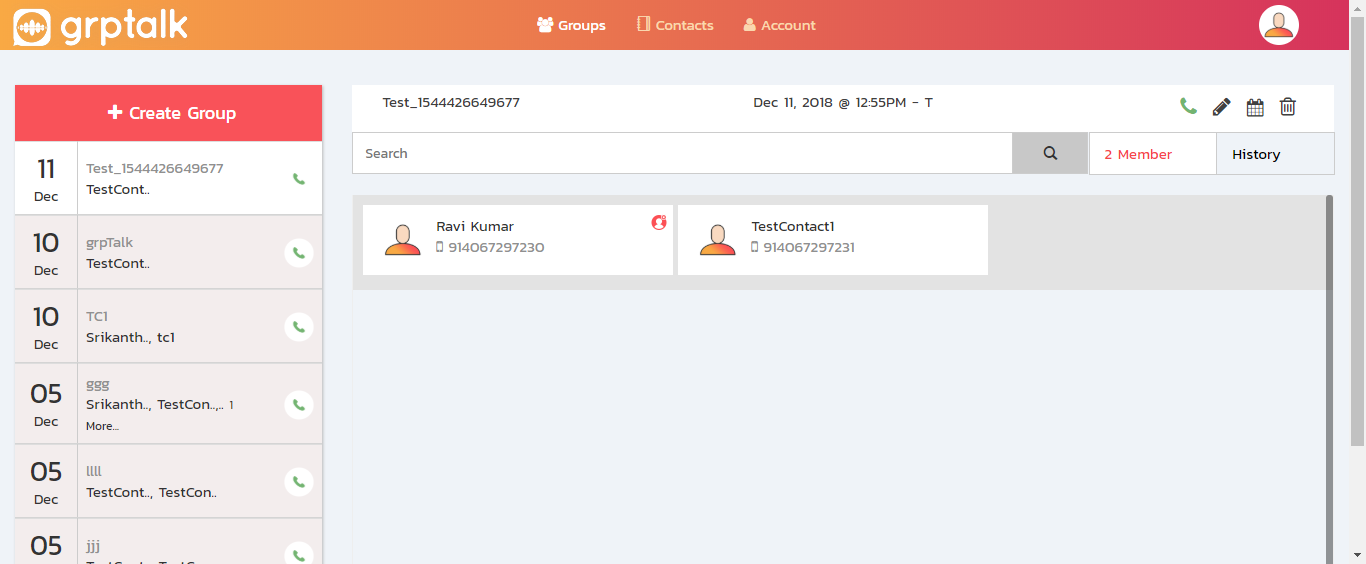 grptalk
Groups Contacts Account
Create Group
11 Dec
Test_1544426649677
TestCont..
10 Dec
grpTalk
TestCont..
10 Dec
TC1
Srikanth.., tc1
05 Dec
ggg
Srikanth.., TestCon..,.. 1
More...
05 Dec
llll
TestCont.., TestCon..
05
jjj
Test_1544426649677 Dec 11, 2018 @ 12:55PM - T
Search 2 Member History
Ravi Kumar
914067297230
TestContact1
914067297231